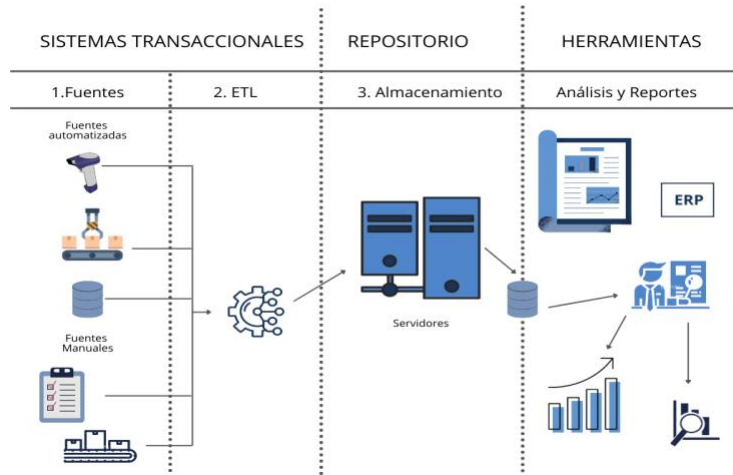 SISTEMAS TRANSACCIONALES
REPOSITORIO
HERRAMIENTAS
1.Fuentes
2. ETL
3. Almacenamiento
Análisis y Reportes
Fuentes
automatizadas
ERP
Servidores
Fuentes
Manuales